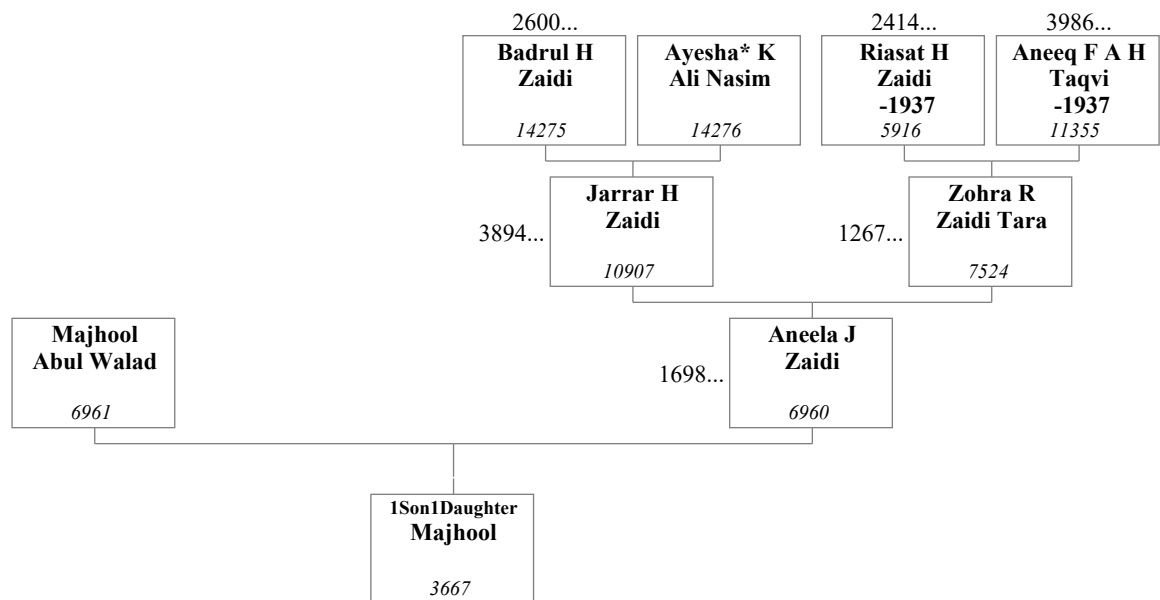 2600...
Badrul H
Zaidi
14275
Ayesha* K
Ali Nasim
14276
2414...
Riasat H
Zaidi
-1937
5916
3986...
Aneeq F A H
Taqvi
-1937
11355
3894...
Jarrar H
Zaidi
10907
1267...
Zohra R
Zaidi Tara
7524
Majhool
Abul Walad
6961
1698...
Aneela J
Zaidi
6960
1Son1Daughter
Majhool
3667